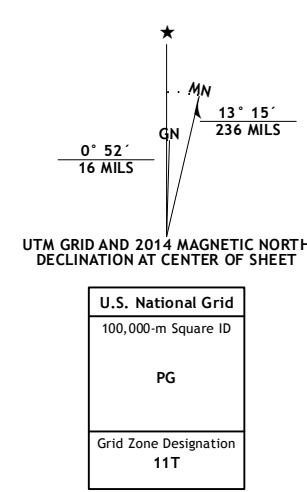 ★
MN
GN
13° 15´
236 MILS
0° 52´
16 MILS
UTM GRID AND 2014 MAGNETIC NORTH
DECLINATION AT CENTER OF SHEET
U.S. National Grid
100,000-m Square ID
PG
Grid Zone Designation
11T